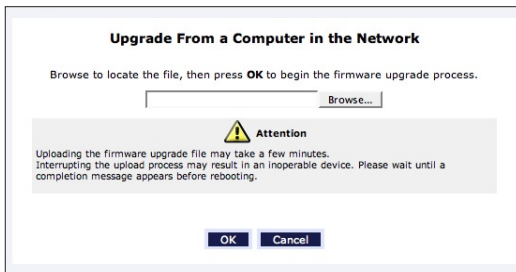 Upgrade From a Computer in the Network
Browse to locate the file, then press OK to begin the firmware upgrade process.
Browse...
Attention
Uploading the firmware upgrade file may take a few minutes.
Interrupting the upload process may result in an inoperable device. Please wait until a
completion message appears before rebooting.
OK Cancel